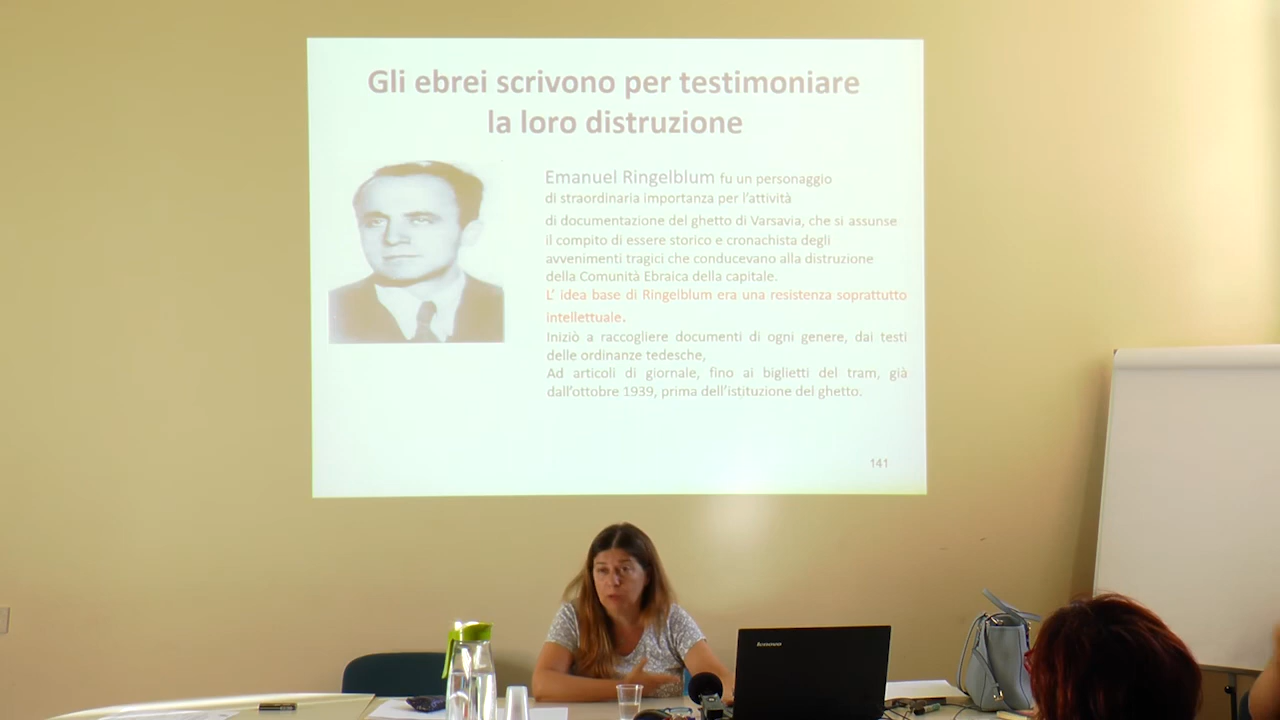 Gli ebrei scrivono per testimoniare
la loro distruzione
Emanuel Ringelblum fu un personaggio
di straordinaria importanza per l'attività
di documentazione del ghetto di Varsavia, che si assunse
il compito di essere storico e cronachista degli
avvenimenti tragici che conducevano alla distruzione
della Comunità Ebraica della capitale.
L' idea base di Ringelblum era una resistenza soprattutto
intellettuale.
Iniziò a raccogliere documenti di ogni genere, dai testi
delle ordinanze tedesche,
Ad articoli di giornale, fino ai biglietti del tram, già
dall'ottobre 1939, prima dell'istituzione del ghetto.
141
lenovo